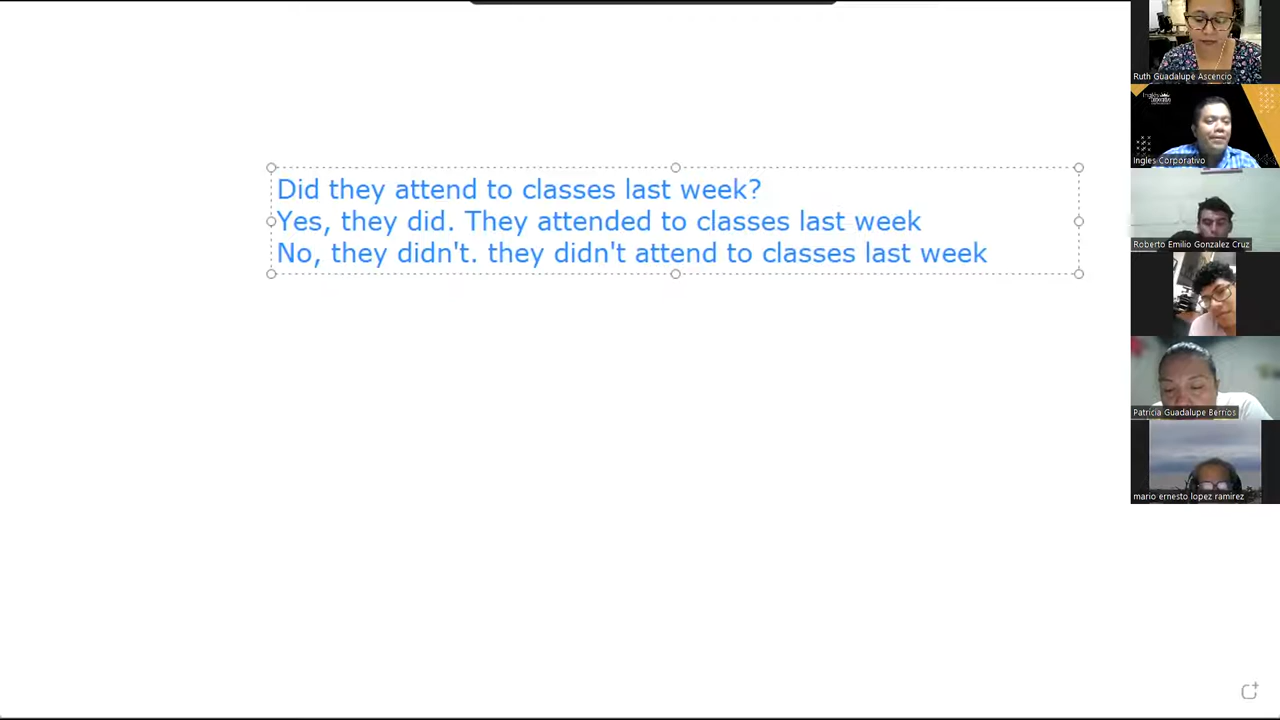 Did they attend to classes last week?
Yes, they did. They attended to classes last week
No, they didn't. they didn't attend to classes last week
Ruth Guadalupe Ascencio
Ingles Corporativo
Roberto Emilio Gonzalez Cruz
Patricia Guadalupe Berrios
mario ernesto lopez ramirez